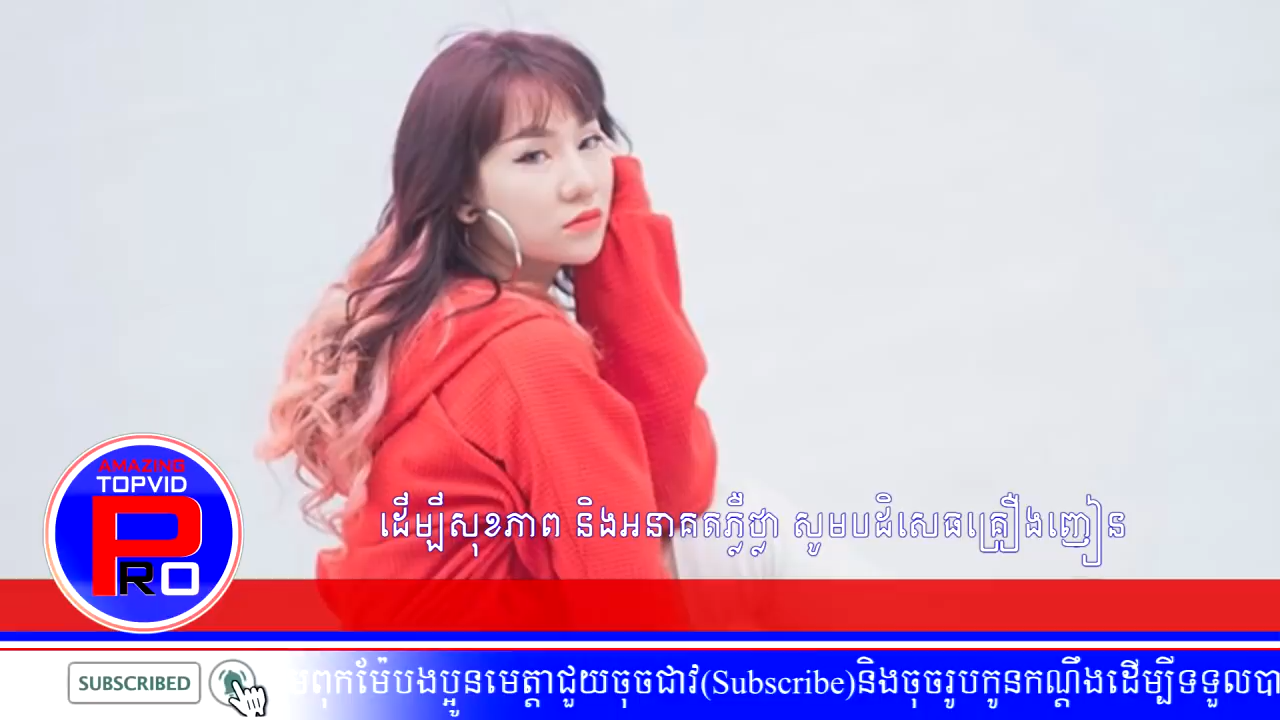 AMAZING
TOPVID
PRO
ដើម្បីសុខភាព និងអនាគតភ្លឺថ្លា សូមបដិសេធគ្រឿងញៀន
SUBSCRIBED
ពុកម៉ែបងប្អូនមេត្តាជួយចុចជាវ(Subscribe)និងចុចរូបកូនកណ្ដឹងដើម្បីទទួលបា